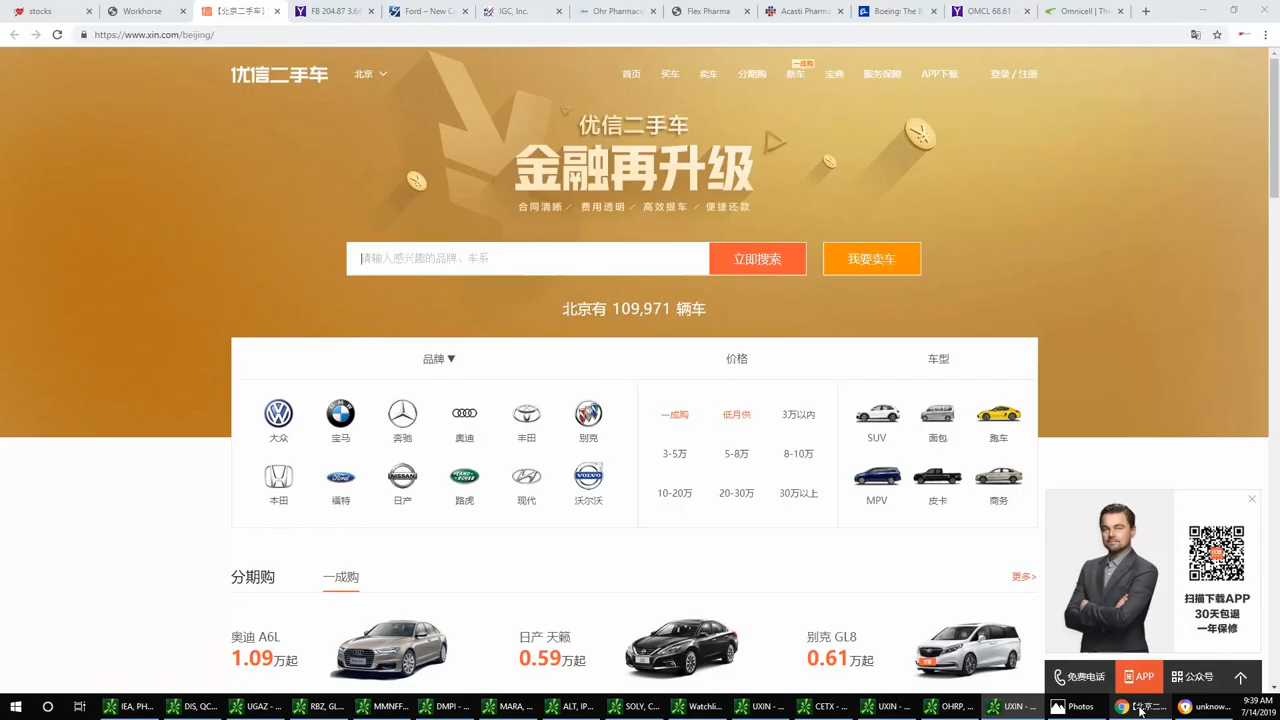 stocks
Workhorse
【北京二手车】
FB 204.87 3.68
Ford – New C
IGC, Inc.
Ohr Pharmac
Flex Pharma
Acasti Pharma
Boeing: The B
OMCL 68.61
Omnicell | The
https://www.xin.com/beijing/
优信二手车 北京
首页 买车 卖车 分期购 新车 宝典 服务保障 APP下载 登录 / 注册
一成购
优信二手车
金融再升级
合同清晰 / 费用透明 / 高效提车 / 便捷还款
请输入感兴趣的品牌、车系 立即搜索 我要卖车
北京有 109,971 辆车
品牌▼ 价格 车型
大众 宝马 奔驰 奥迪 丰田 别克
本田 福特 日产 路虎 现代 沃尔沃
一成购 低月供 3万以内
3-5万 5-8万 8-10万
10-20万 20-30万 30万以上
SUV 面包 跑车
MPV 皮卡 商务
扫描下载APP
30天包退
一年保修
分期购 一成购 更多>
奥迪 A6L
1.09万起
日产 天籁
0.59万起
别克 GL8
0.61万起
免费电话 APP 公众号
IEA, PH...
DIS, QC...
UGAZ - ...
RBZ, GL...
MMNFF...
DMPI - ...
MARA, ...
ALT, IP...
SOLY, C...
Watchli...
UXIN - ...
CETX - ...
UXIN - ...
OHRP, ...
UXIN - ...
Photos
【北京二...
unknow...
9:39 AM
7/14/2019